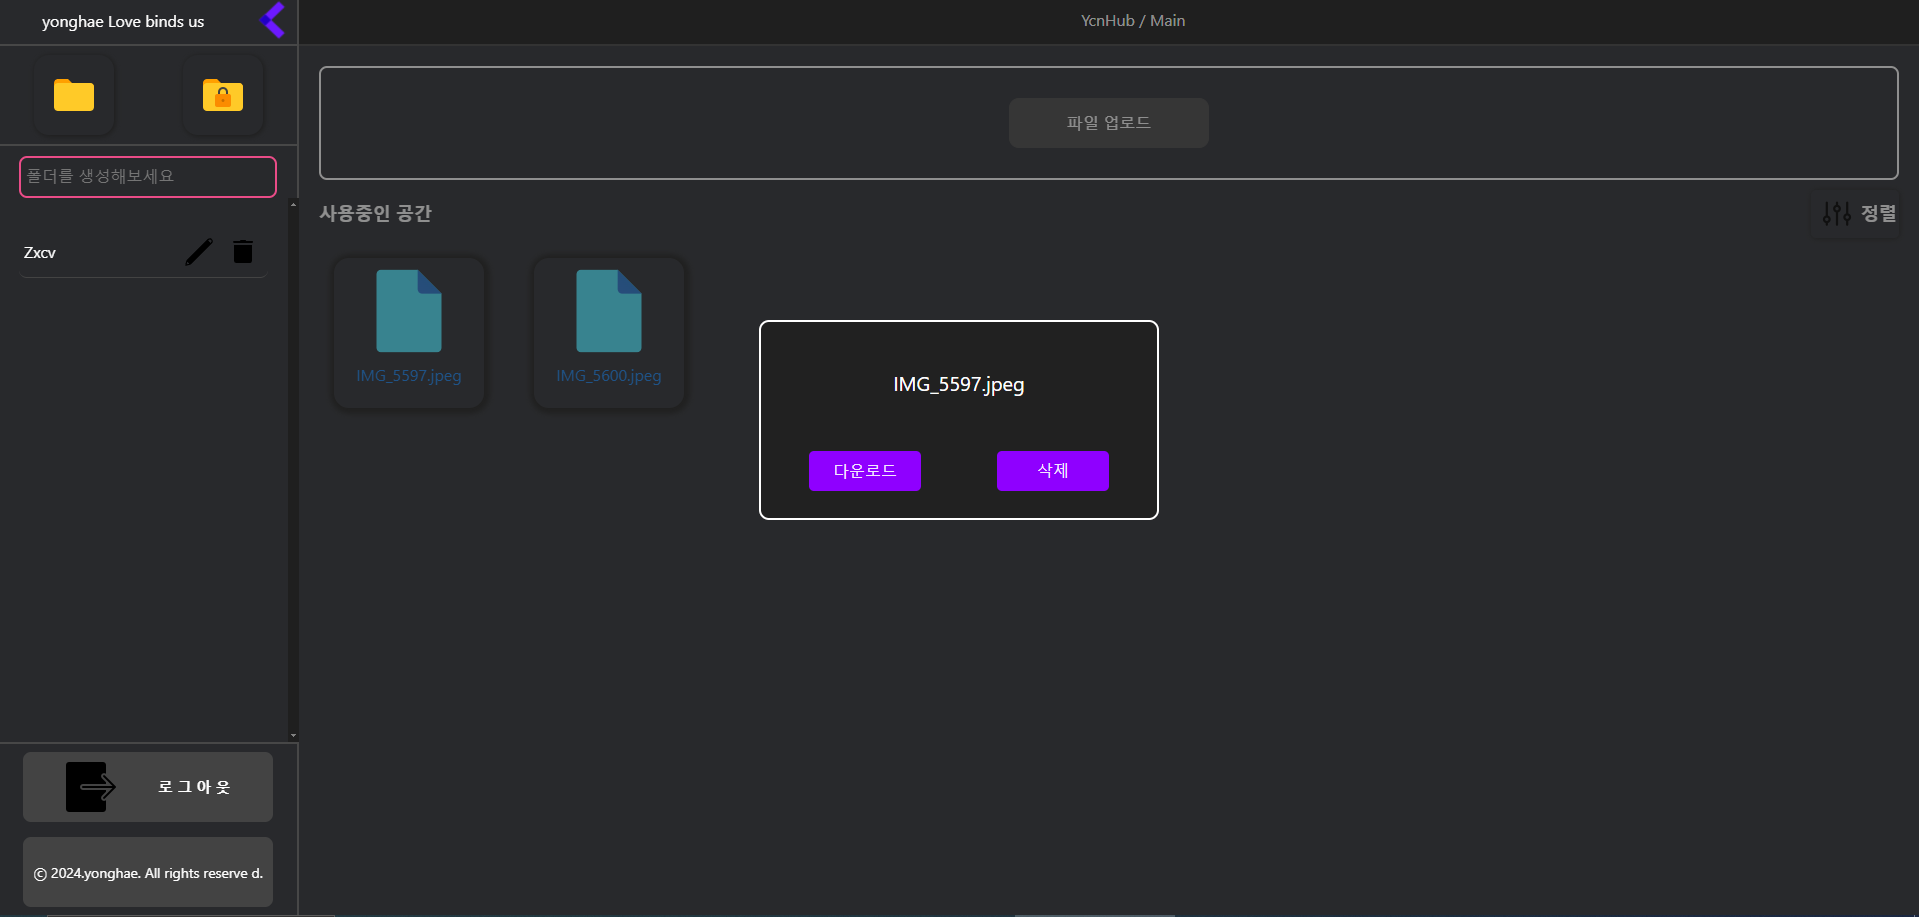 yonghae Love binds us
YcnHub / Main
파일 업로드
폴더를 생성해보세요
사용중인 공간
정렬
Zxcv
IMG_5597.jpeg
IMG_5600.jpeg
IMG_5597.jpeg
다운로드
삭제
로 그 아 웃
© 2024.yonghae. All rights reserve d.